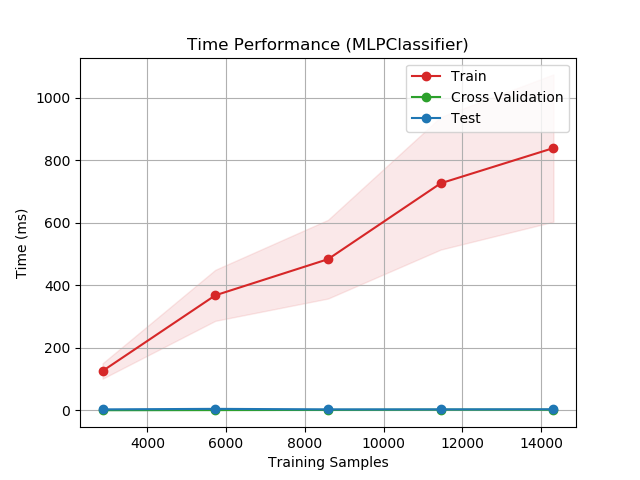 Time Performance (MLPClassifier)
Train
Cross Validation
Test
1000
800
600
400
200
0
Time (ms)
4000 6000 8000 10000 12000 14000
Training Samples